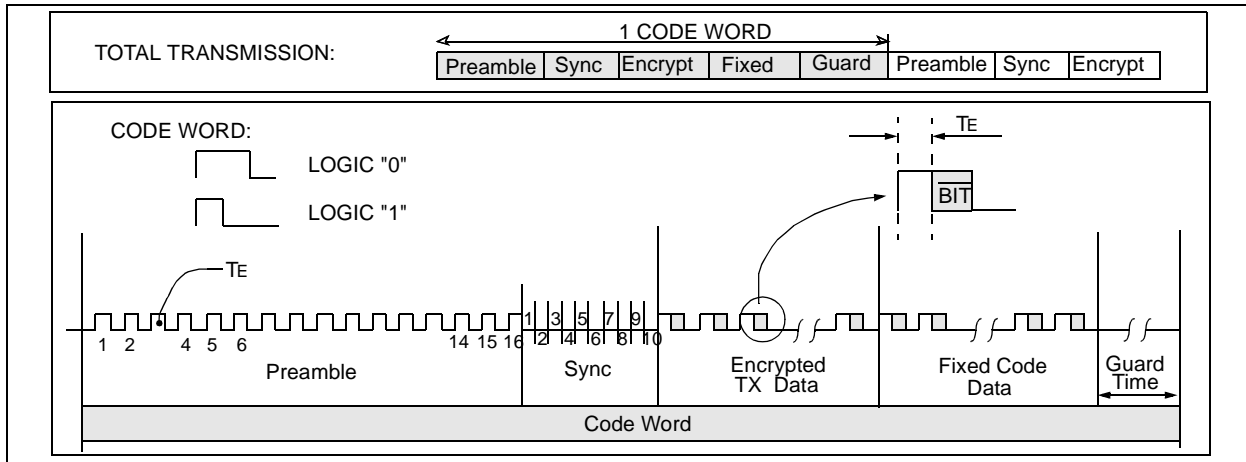 1 CODE WORD
TOTAL TRANSMISSION:
Preamble Sync Encrypt Fixed Guard Preamble Sync Encrypt
CODE WORD:
LOGIC "0"
LOGIC "1"
TE
BIT
TE
1 2 4 5 6 14 15 16
1 3 5 7 9
2 4 6 8 10
Preamble
Sync
Encrypted
TX Data
Fixed Code
Data
Guard
Time
Code Word